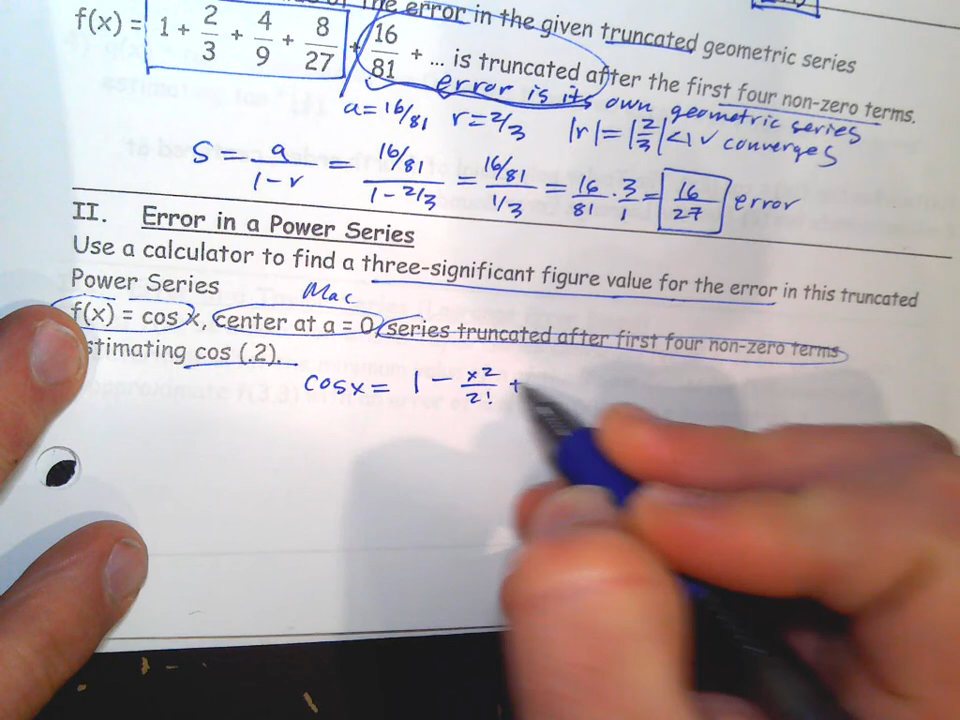 the error in the given truncated geometric series
f(x) = 1 + 2/3 + 4/9 + 8/27 + 16/81 + ... is truncated after the first four non-zero terms.
error is its own geometric series
a = 16/81 r = 2/3 |r| = |2/3| < 1 ✓ converges
S = a/(1-r) = (16/81)/(1-2/3) = (16/81)/(1/3) = 16/81 · 3/1 = 16/27 error
II. Error in a Power Series
Use a calculator to find a three-significant figure value for the error in this truncated
Power Series
Mac
f(x) = cos x, center at a = 0, series truncated after first four non-zero terms
stimating cos (.2).
cosx = 1 - x2/2! +